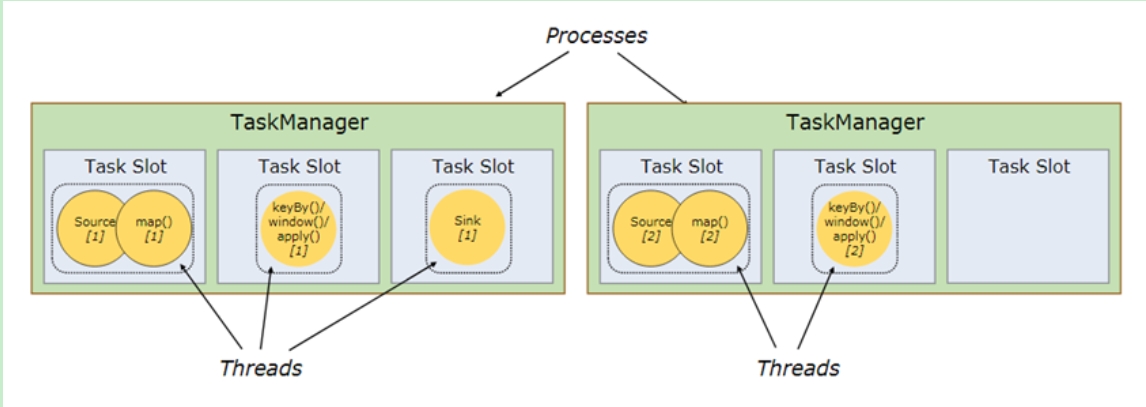 Processes
TaskManager
Task Slot
Source
[1]
map()
[1]
Task Slot
keyBy()/
window()/
apply()
[1]
Task Slot
Sink
[1]
TaskManager
Task Slot
Source
[2]
map()
[2]
Task Slot
keyBy()/
window()/
apply()
[2]
Task Slot
Threads
Threads